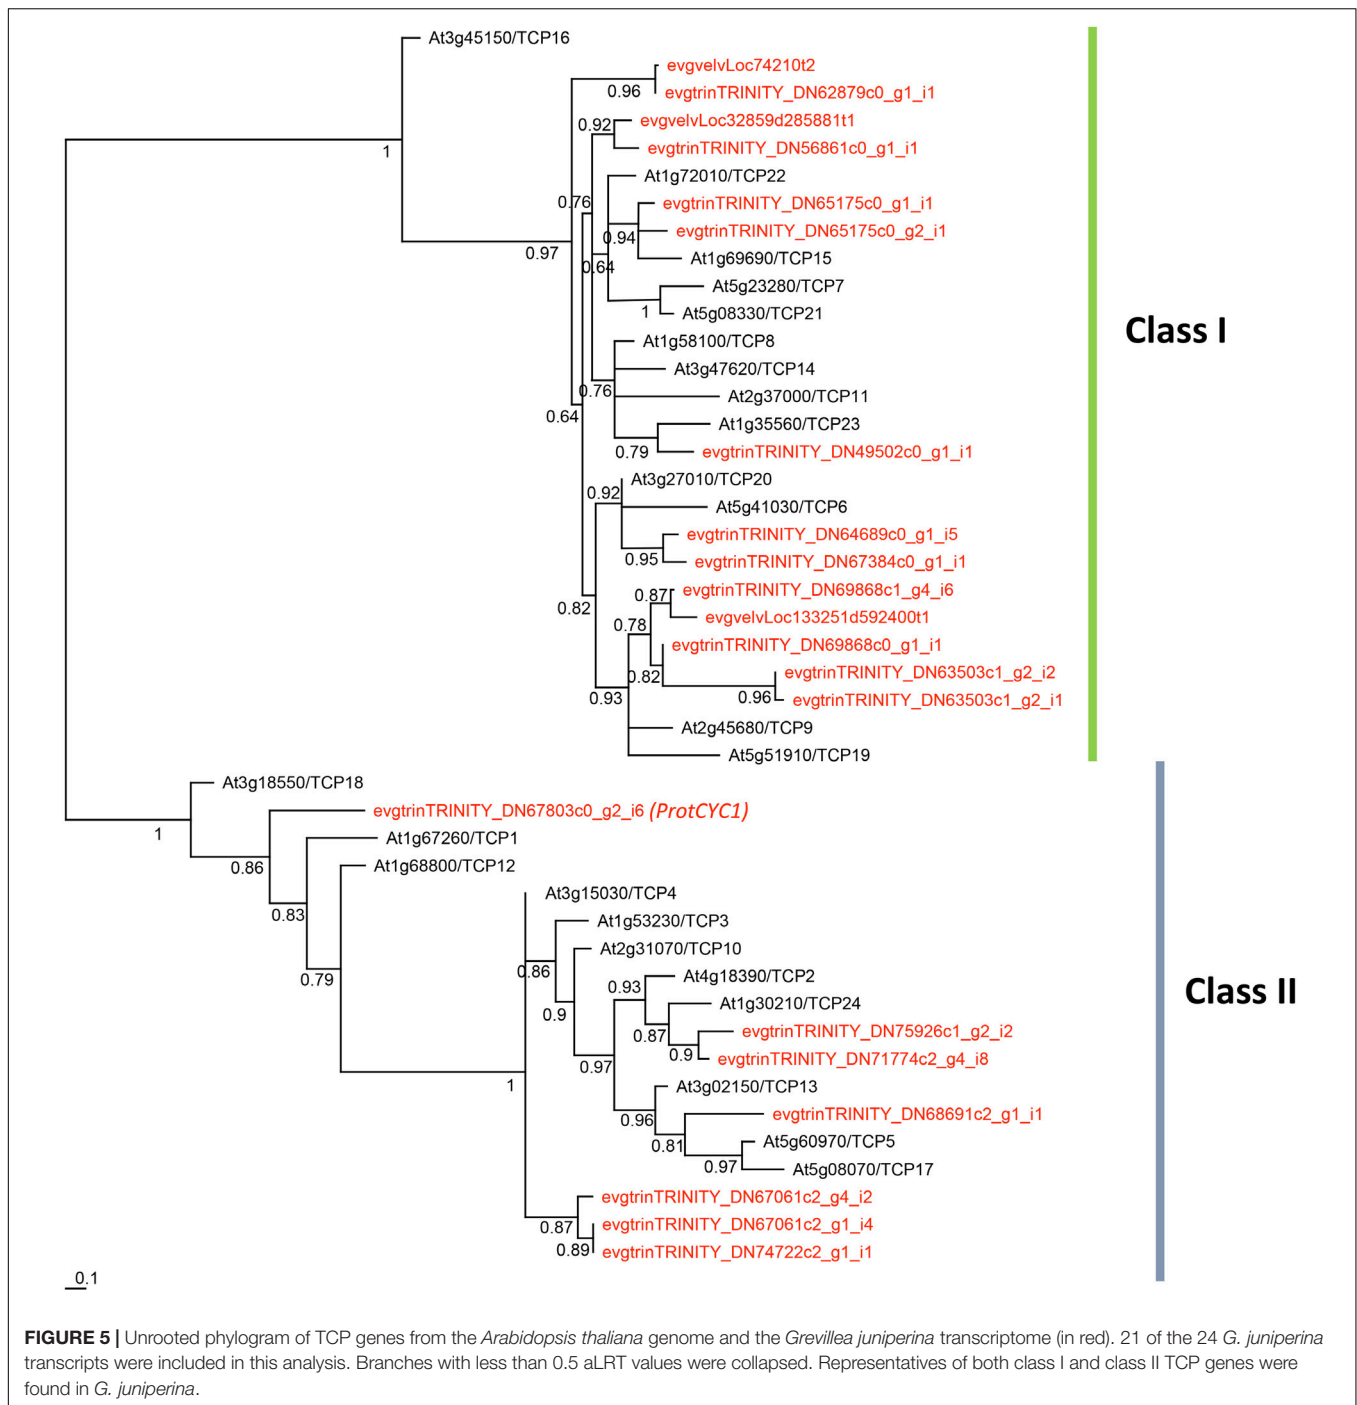 At3g45150/TCP16
evgvelvLoc74210t2
0.96
evgtrinTRINITY_DN62879c0_g1_i1
0.92
evgvelvLoc32859d285881t1
1
evgtrinTRINITY_DN56861c0_g1_i1
At1g72010/TCP22
0.76
evgtrinTRINITY_DN65175c0_g1_i1
0.94
evgtrinTRINITY_DN65175c0_g2_i1
0.97
At1g69690/TCP15
0.64
At5g23280/TCP7
1
At5g08330/TCP21
Class I
At1g58100/TCP8
At3g47620/TCP14
0.76
At2g37000/TCP11
0.64
At1g35560/TCP23
0.79
evgtrinTRINITY_DN49502c0_g1_i1
At3g27010/TCP20
0.92
At5g41030/TCP6
evgtrinTRINITY_DN64689c0_g1_i5
0.95
evgtrinTRINITY_DN67384c0_g1_i1
0.87
evgtrinTRINITY_DN69868c1_g4_i6
0.82
evgvelvLoc133251d592400t1
0.78
evgtrinTRINITY_DN69868c0_g1_i1
0.82
evgtrinTRINITY_DN63503c1_g2_i2
0.93
0.96
evgtrinTRINITY_DN63503c1_g2_i1
At2g45680/TCP9
At5g51910/TCP19
At3g18550/TCP18
1
evgtrinTRINITY_DN67803c0_g2_i6 (ProtCYC1)
At1g67260/TCP1
0.86
At1g68800/TCP12
At3g15030/TCP4
0.83
At1g53230/TCP3
At2g31070/TCP10
0.79
0.86
At4g18390/TCP2
0.93
At1g30210/TCP24
Class II
0.9
0.87
evgtrinTRINITY_DN75926c1_g2_i2
0.9
evgtrinTRINITY_DN71774c2_g4_i8
0.97
1
At3g02150/TCP13
0.96
evgtrinTRINITY_DN68691c2_g1_i1
0.81
At5g60970/TCP5
0.97
At5g08070/TCP17
evgtrinTRINITY_DN67061c2_g4_i2
0.87
evgtrinTRINITY_DN67061c2_g1_i4
0.89
evgtrinTRINITY_DN74722c2_g1_i1
0.1
FIGURE 5 | Unrooted phylogram of TCP genes from the Arabidopsis thaliana genome and the Grevillea juniperina transcriptome (in red). 21 of the 24 G. juniperina
transcripts were included in this analysis. Branches with less than 0.5 aLRT values were collapsed. Representatives of both class I and class II TCP genes were
found in G. juniperina.